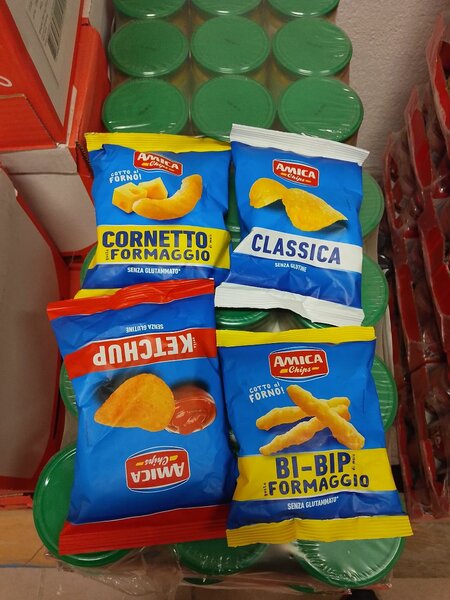 AMICA
Chips
COTTO al
FORNO!
CORNETTO
FORMAGGIO
SENZA GLUTAMMATO*
AMICA
Chips
CLASSICA
SENZA GLUTINE
AMICA
Chips
KETCHUP
SENZA GLUTINE
AMICA
Chips
COTTO al
FORNO!
BI-BIP
FORMAGGIO
SENZA GLUTAMMATO*